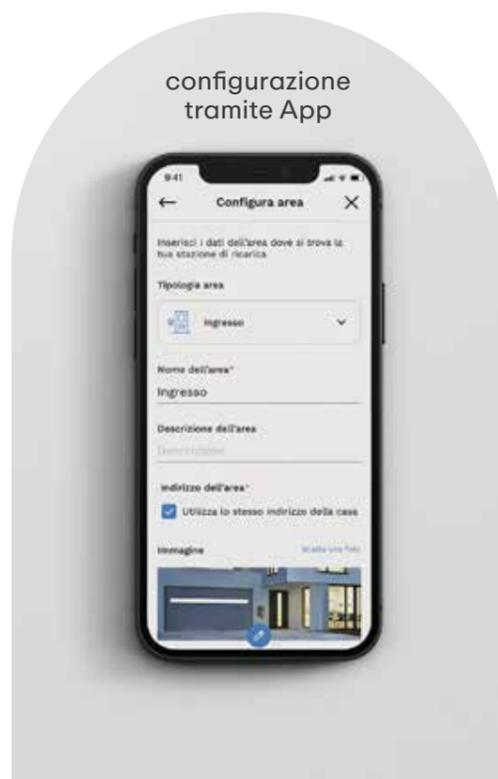 configurazione
tramite App
9:41
Configura area
Inserisci i dati dell'area dove si trova la
tua stazione di ricarica
Tipologia area
Ingresso
Nome dell'area*
Ingresso
Descrizione dell'area
Descrizione
Indirizzo dell'area*
Utilizza lo stesso indirizzo della casa
Immagine
Scatta una foto